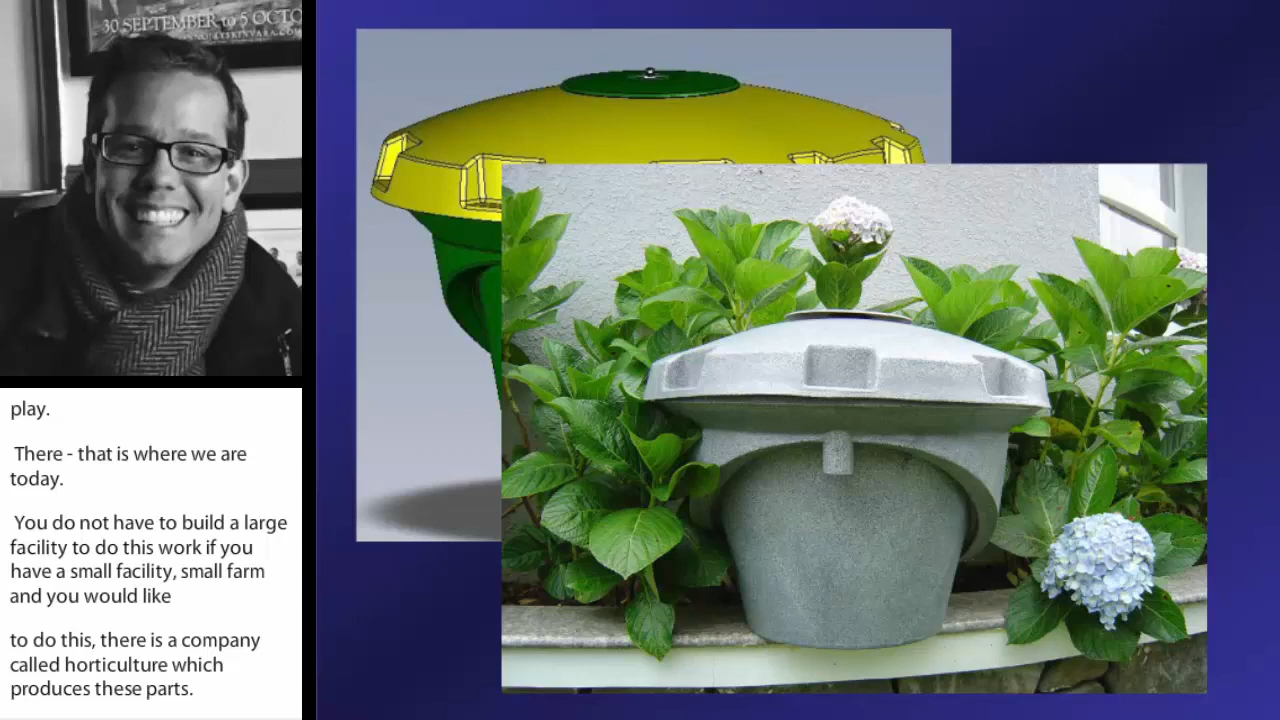 30 SEPTEMBER to 5 OCTO
play.
There - that is where we are
today.
You do not have to build a large
facility to do this work if you
have a small facility, small farm
and you would like
to do this, there is a company
called horticulture which
produces these parts.